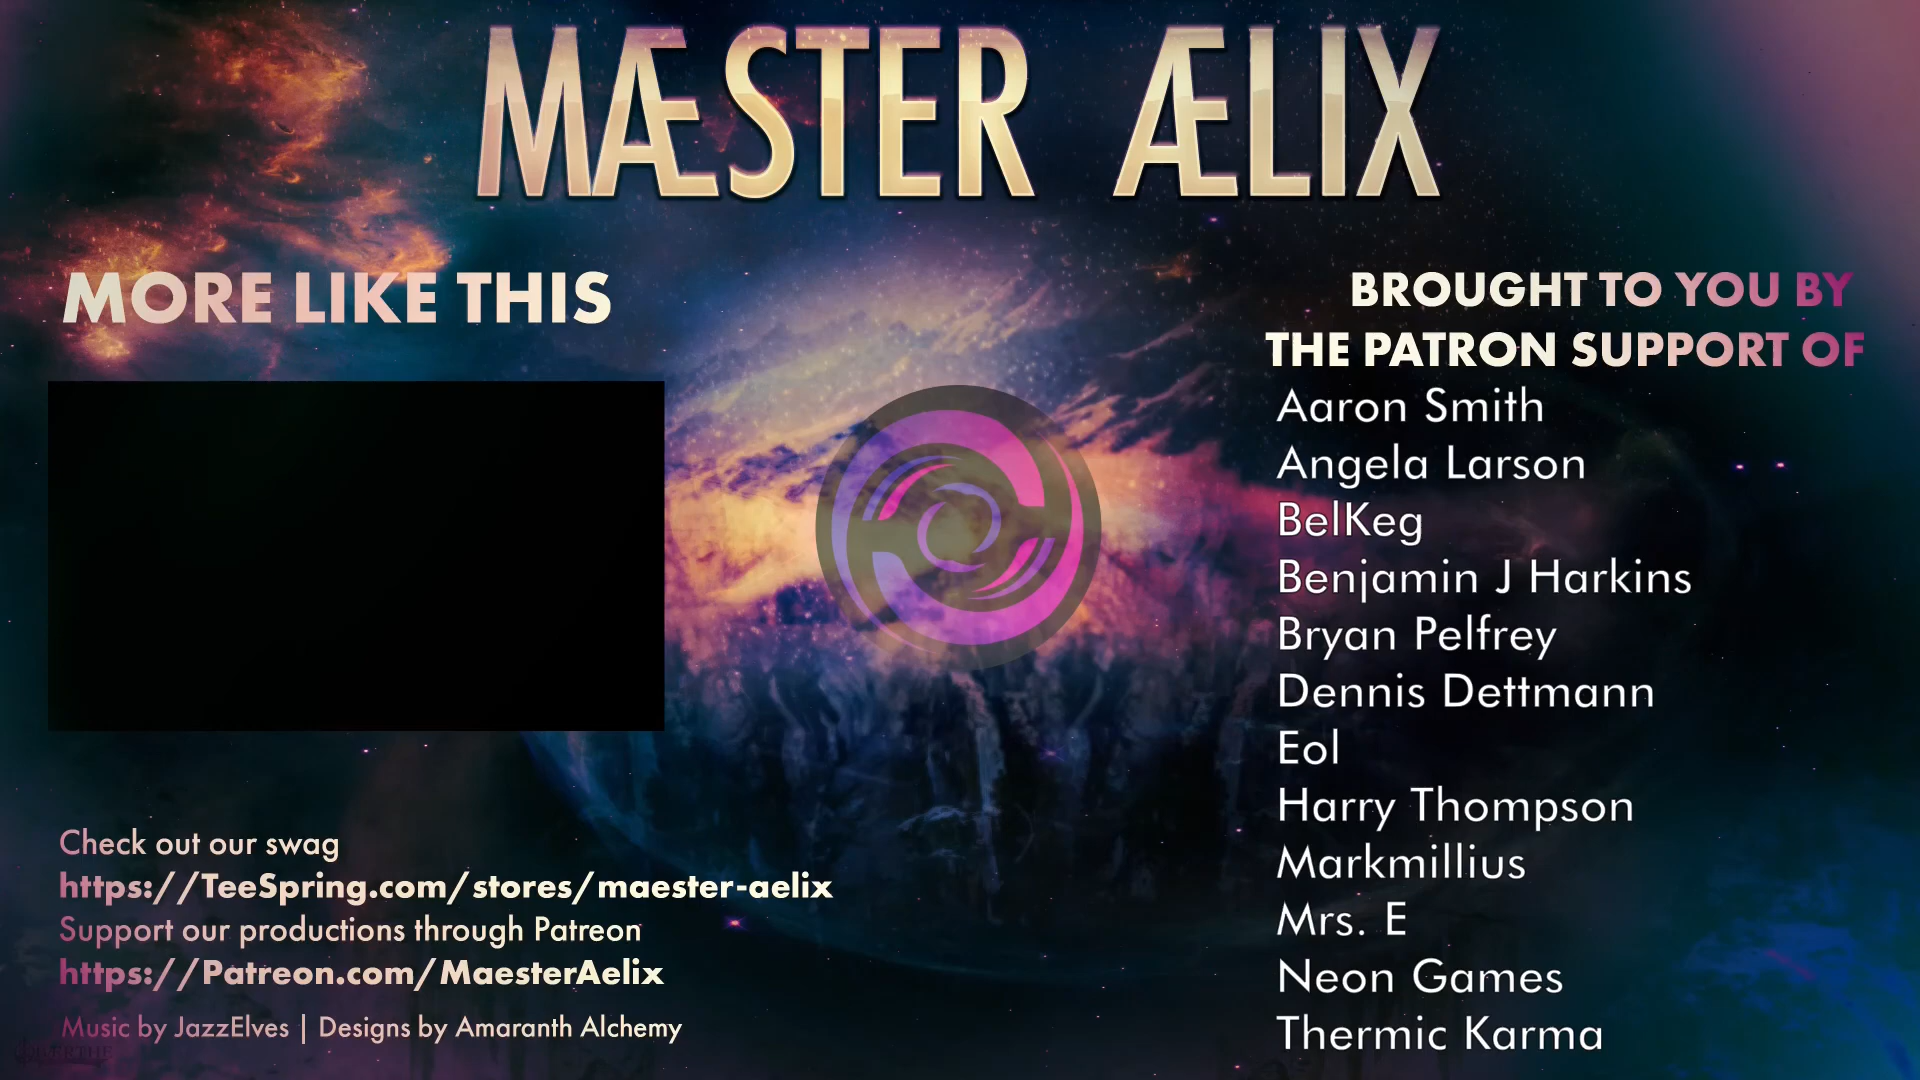 MÆSTER ÆLIX
MORE LIKE THIS
Check out our swag
https://TeeSpring.com/stores/maester-aelix
Support our productions through Patreon
https://Patreon.com/MaesterAelix
Music by JazzElves | Designs by Amaranth Alchemy
BROUGHT TO YOU BY
THE PATRON SUPPORT OF
Aaron Smith
Angela Larson
BelKeg
Benjamin J Harkins
Bryan Pelfrey
Dennis Dettmann
Eol
Harry Thompson
Markmillius
Mrs. E
Neon Games
Thermic Karma